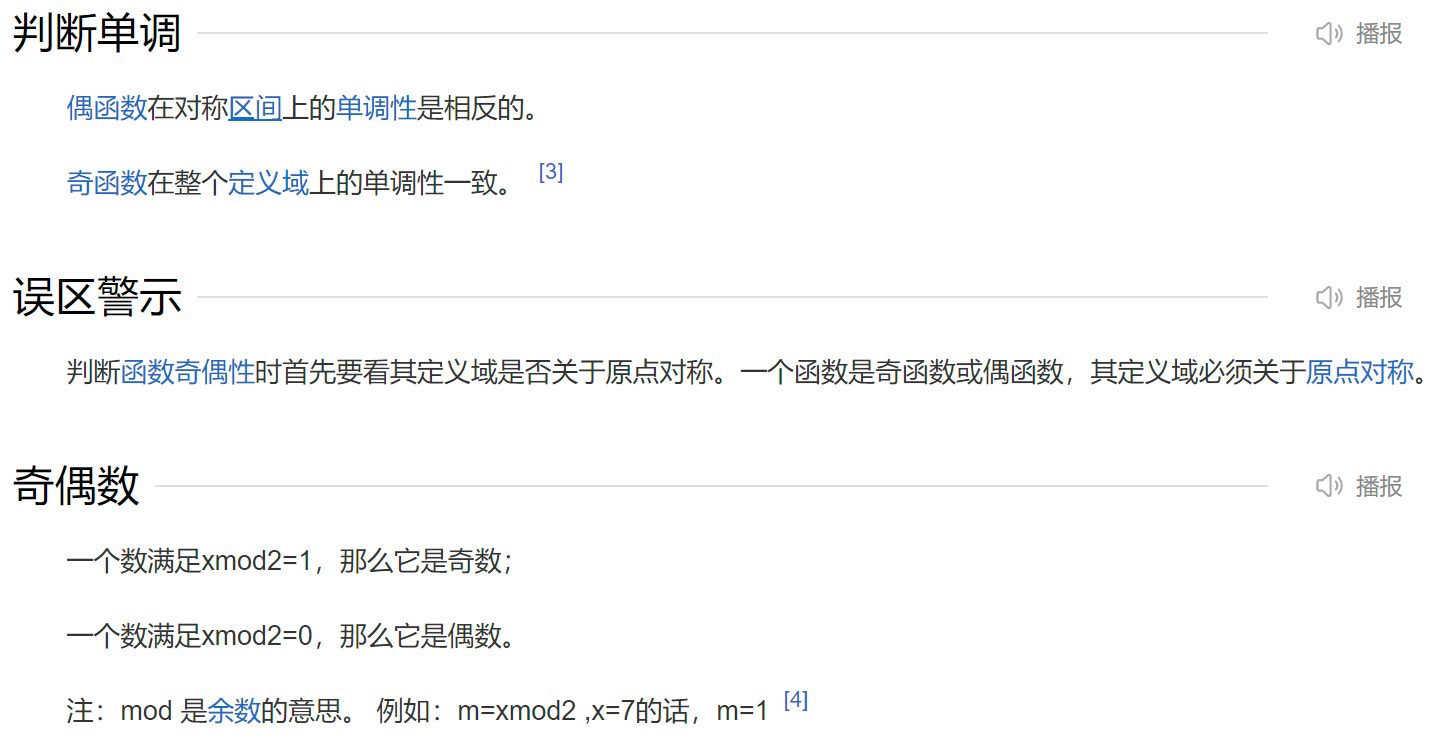 判断单调
播报
偶函数在对称区间上的单调性是相反的。
奇函数在整个定义域上的单调性一致。 [3]
误区警示
播报
判断函数奇偶性时首先要看其定义域是否关于原点对称。一个函数是奇函数或偶函数，其定义域必须关于原点对称。
奇偶数
播报
一个数满足xmod2=1，那么它是奇数；
一个数满足xmod2=0，那么它是偶数。
注：mod 是余数的意思。 例如：m=xmod2 ,x=7的话，m=1 [4]